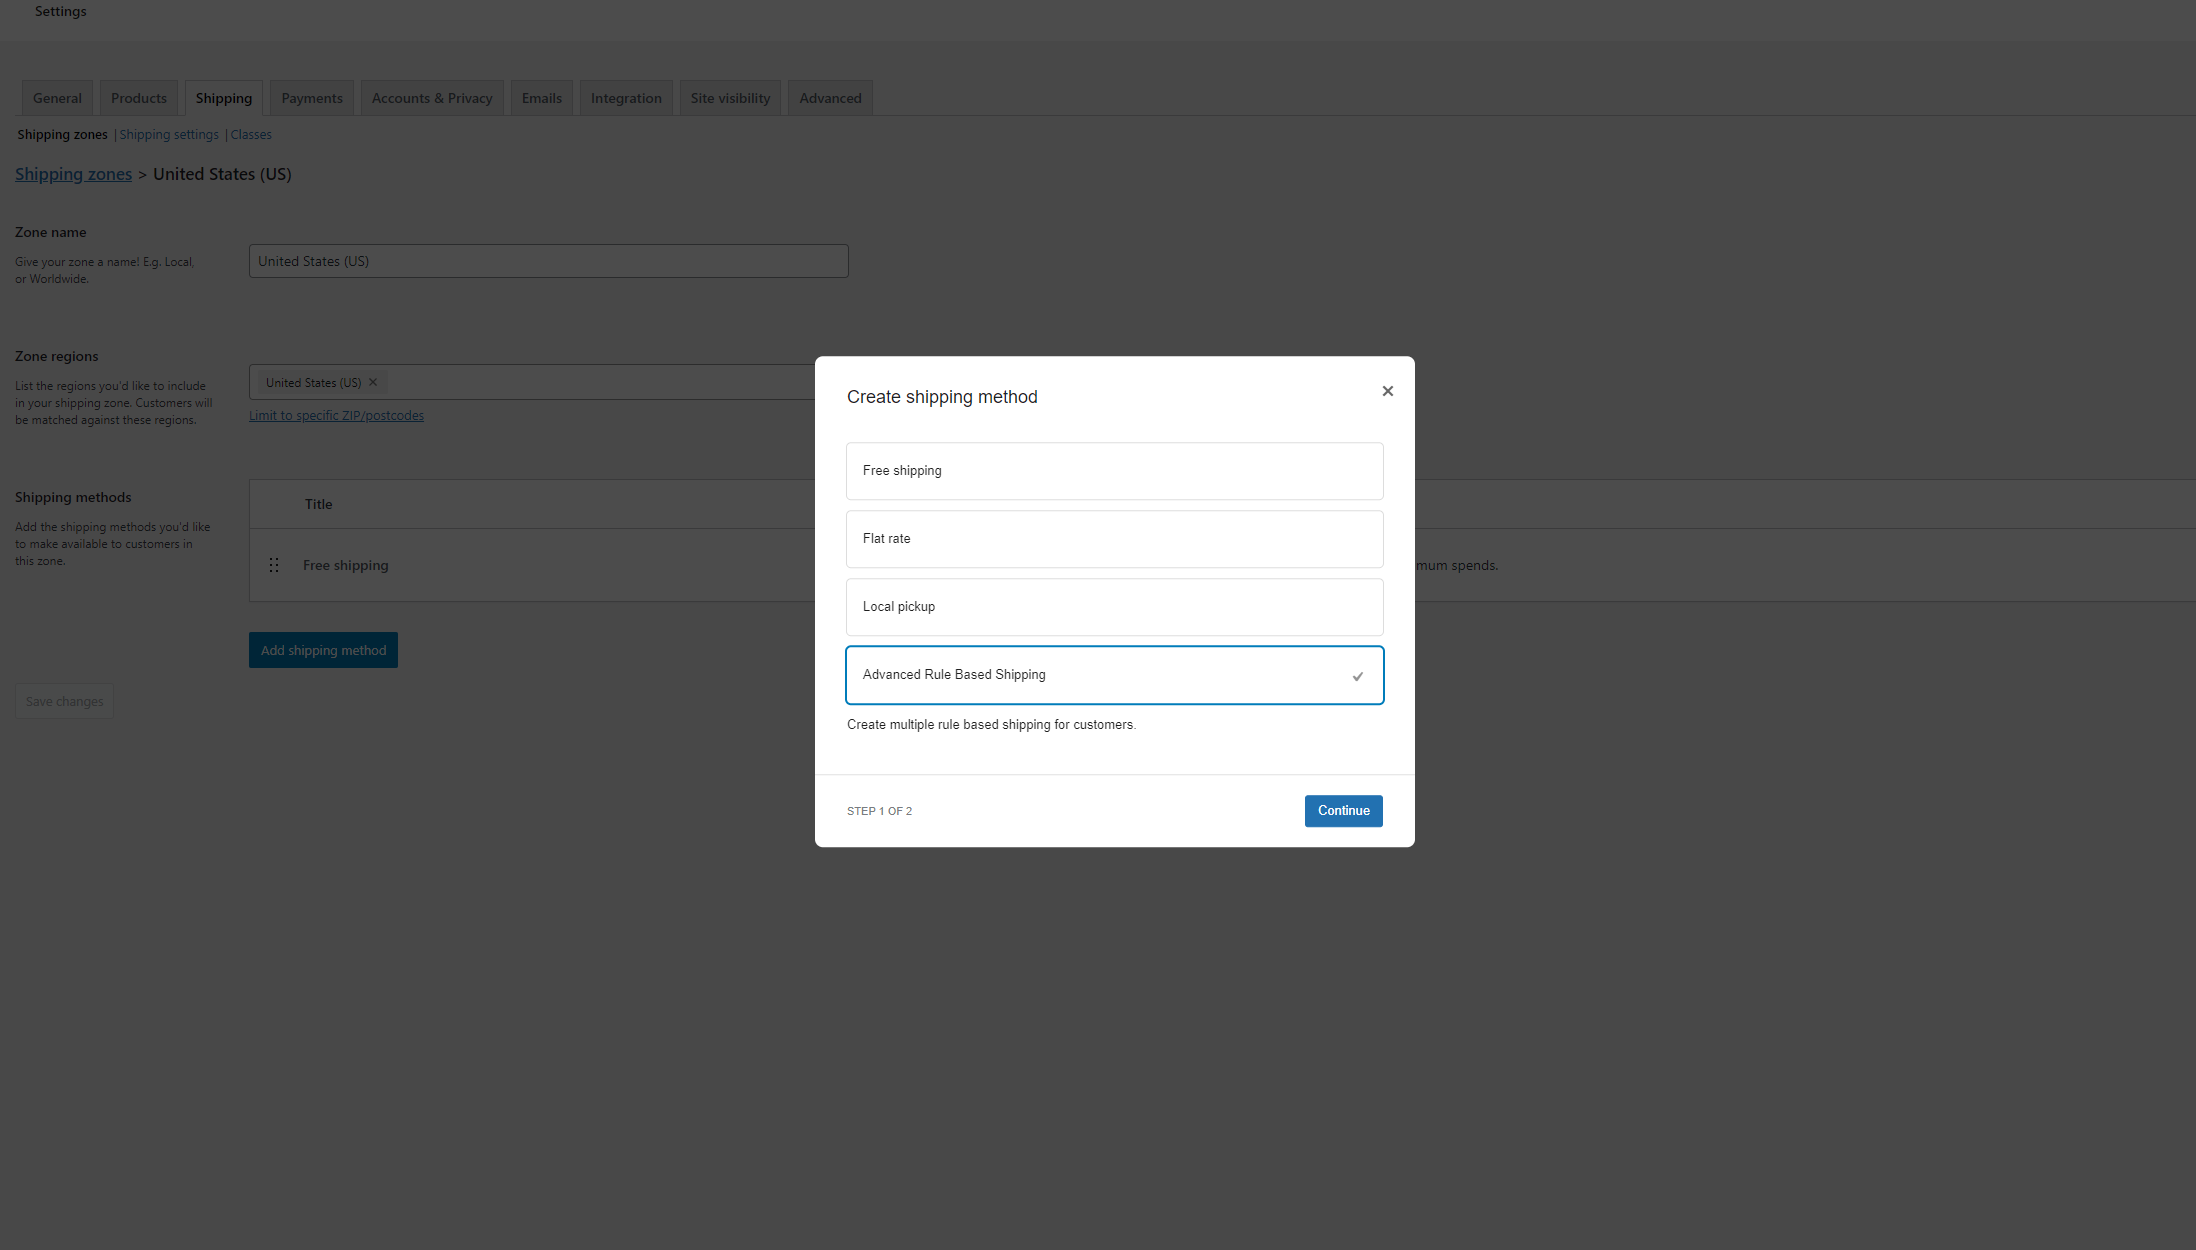 Settings
General Products Shipping Payments Accounts & Privacy Emails Integration Site visibility Advanced
Shipping zones | Shipping settings | Classes
Shipping zones > United States (US)
Zone name
Give your zone a name! E.g. Local,
or Worldwide.
United States (US)
Zone regions
List the regions you'd like to include
in your shipping zone. Customers will
be matched against these regions.
United States (US) ×
Limit to specific ZIP/postcodes
Shipping methods
Add the shipping methods you'd like
to make available to customers in
this zone.
Title
Free shipping
mum spends.
Add shipping method
Save changes
Create shipping method
Free shipping
Flat rate
Local pickup
Advanced Rule Based Shipping
Create multiple rule based shipping for customers.
STEP 1 OF 2
Continue